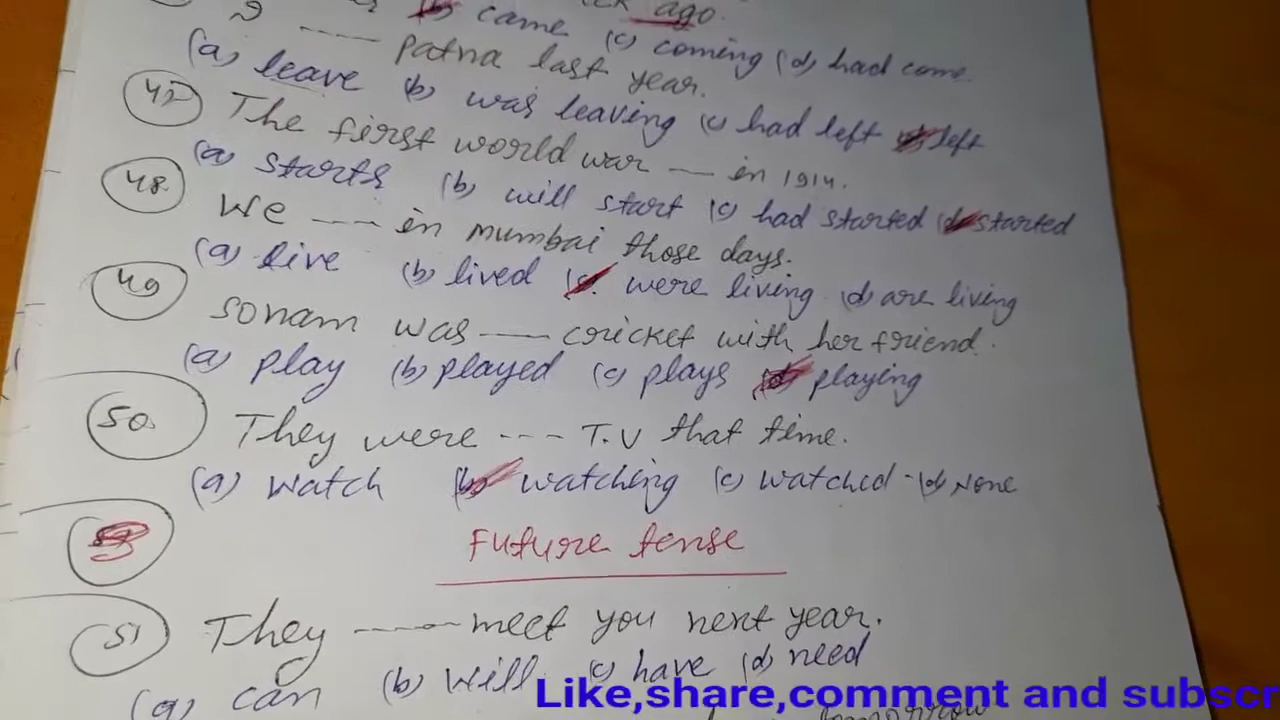 ago.
(b) came (c) coming (d) had come
---- Patna last year.
(a) leave (b) was leaving (c) had left (d) left
47 The first world war — in 1914.
(a) starts (b) will start (c) had started (d) started
48. We ---- in mumbai those days.
(a) live (b) lived (c) were living (d) are living
49 Sonam was ---- cricket with her friend.
(a) play (b) played (c) plays (d) playing
50. They were --- T.V that time.
(a) watch (b) watching (c) watched (d) None
Future tense
51 They ------ meet you next year.
(a) can (b) will (c) have (d) need
tomorrow
Like,share,comment and subscr